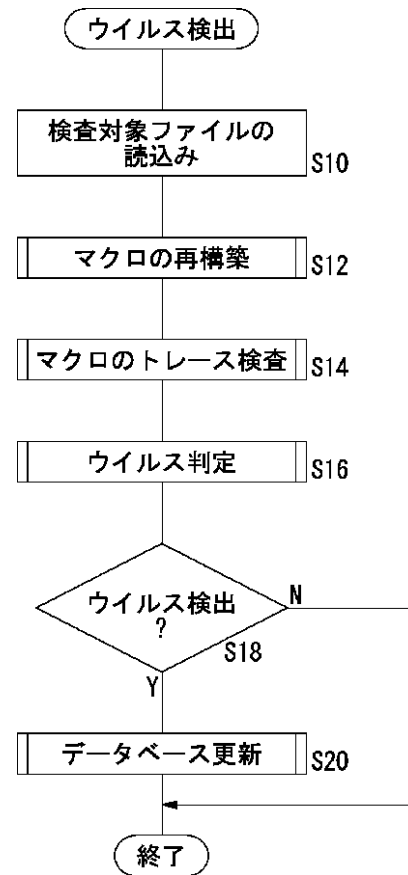 ウイルス検出
検査対象ファイルの
読込み
S10
マクロの再構築
S12
マクロのトレース検査
S14
ウイルス判定
S16
ウイルス検出
?
N
S18
Y
データベース更新
S20
終了